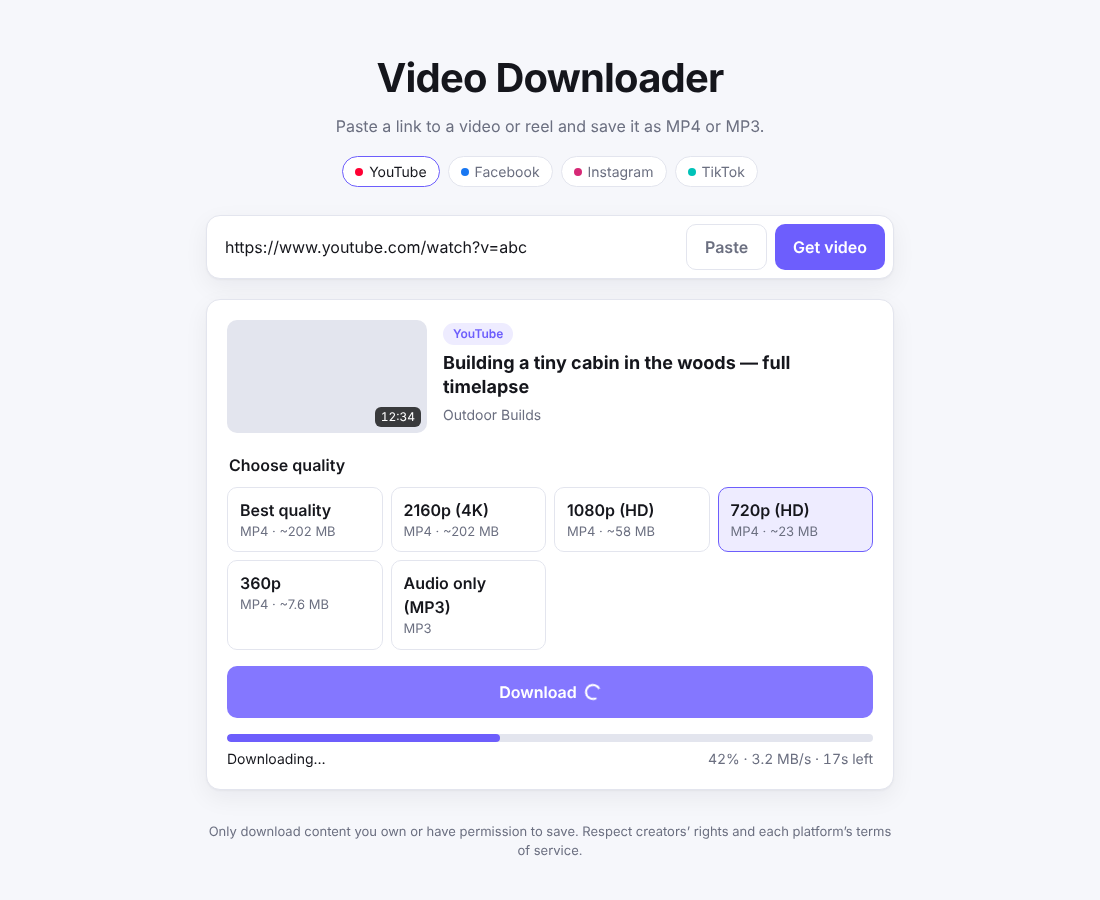 Video Downloader
Paste a link to a video or reel and save it as MP4 or MP3.
YouTube Facebook Instagram TikTok
https://www.youtube.com/watch?v=abc Paste Get video
12:34
YouTube
Building a tiny cabin in the woods — full
timelapse
Outdoor Builds
Choose quality
Best quality
MP4 · ~202 MB
2160p (4K)
MP4 · ~202 MB
1080p (HD)
MP4 · ~58 MB
720p (HD)
MP4 · ~23 MB
360p
MP4 · ~7.6 MB
Audio only
(MP3)
MP3
Download
Downloading… 42% · 3.2 MB/s · 17s left
Only download content you own or have permission to save. Respect creators’ rights and each platform’s terms
of service.